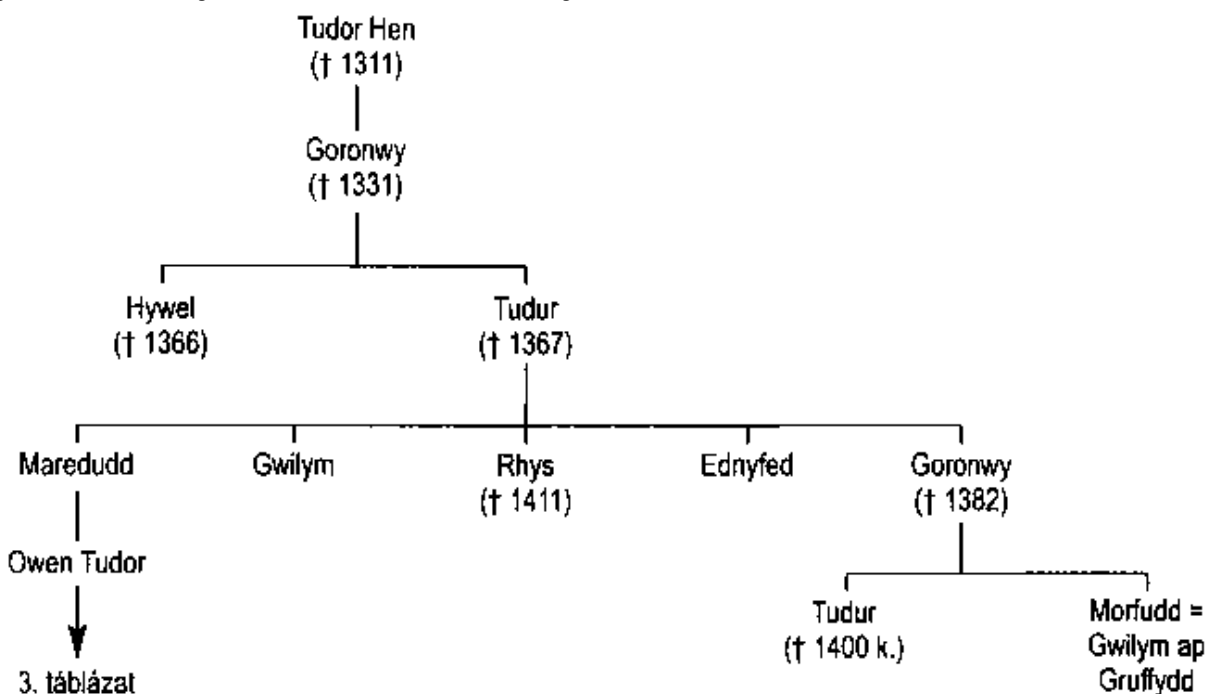 Tudor Hen
(† 1311)
Goronwy
(† 1331)
Hywel
(† 1366)
Tudur
(† 1367)
Maredudd
Gwilym
Rhys
(† 1411)
Ednyfed
Goronwy
(† 1382)
Owen Tudor
3. táblázat
Tudur
(† 1400 k.)
Morfudd =
Gwilym ap
Gruffydd